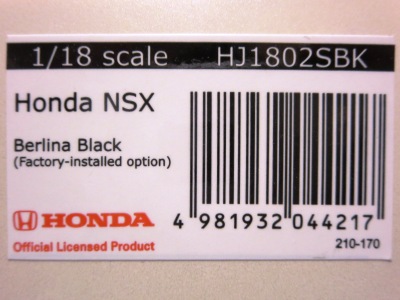 1/18 scale HJ1802SBK
Honda NSX
Berlina Black
(Factory-installed option)
HONDA
Official Licensed Product
4 981932 044217
210-170